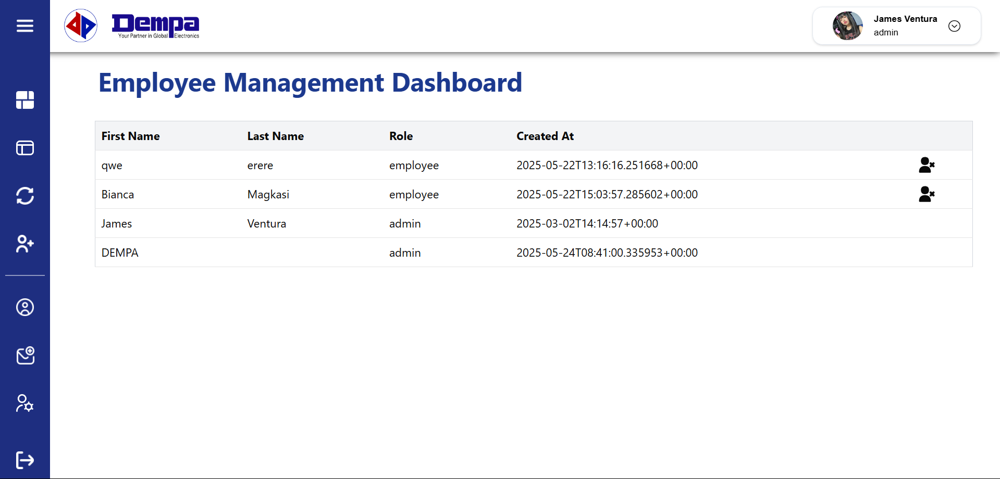 Dempa
Your Partner in Global Electronics
James Ventura
admin
Employee Management Dashboard
First Name Last Name Role Created At
qwe erere employee 2025-05-22T13:16:16.251668+00:00
Bianca Magkasi employee 2025-05-22T15:03:57.285602+00:00
James Ventura admin 2025-03-02T14:14:57+00:00
DEMPA admin 2025-05-24T08:41:00.335953+00:00